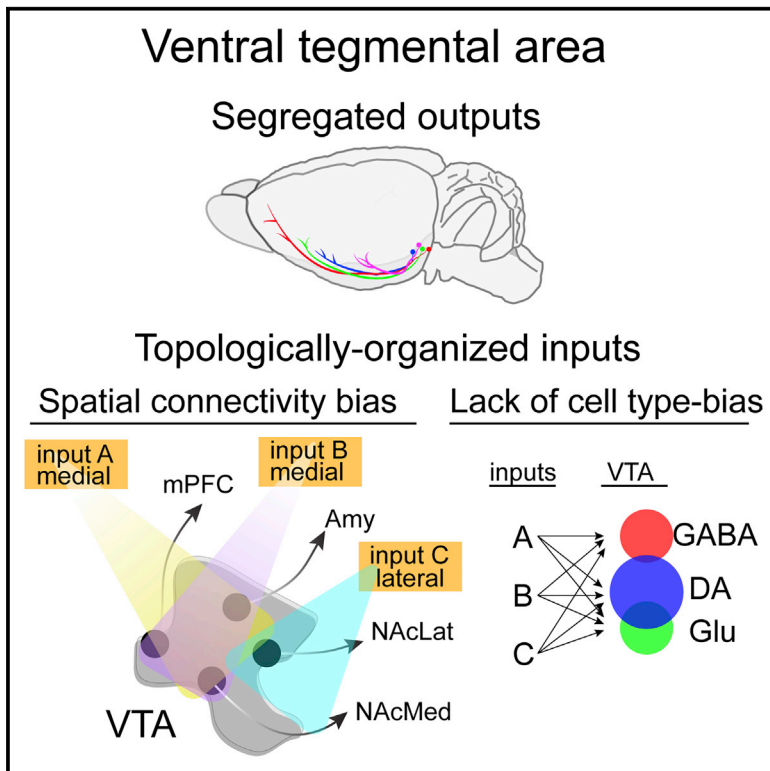 Ventral tegmental area
Segregated outputs
Topologically-organized inputs
Spatial connectivity bias
input A
medial
mPFC
input B
medial
Amy
input C
lateral
NAcLat
NAcMed
VTA
Lack of cell type-bias
inputs
VTA
A
B
C
GABA
DA
Glu